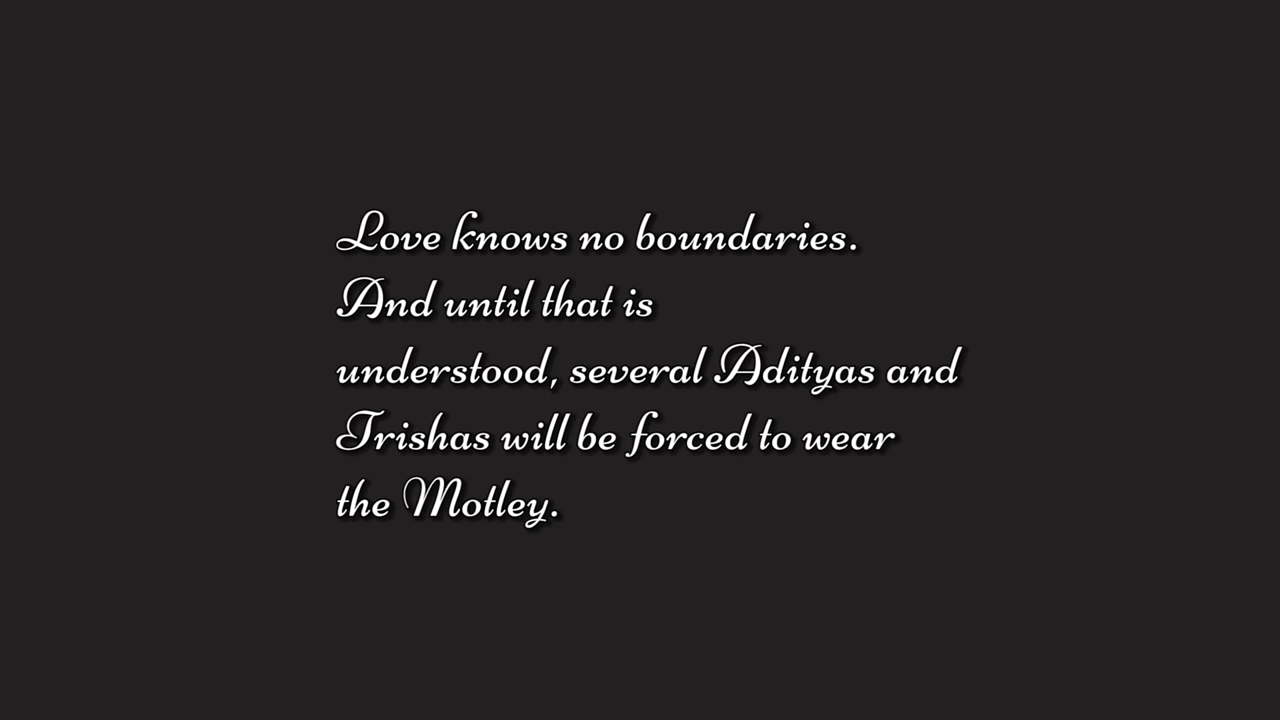 Love knows no boundaries.
And until that is
understood, several Adityas and
Trishas will be forced to wear
the Motley.